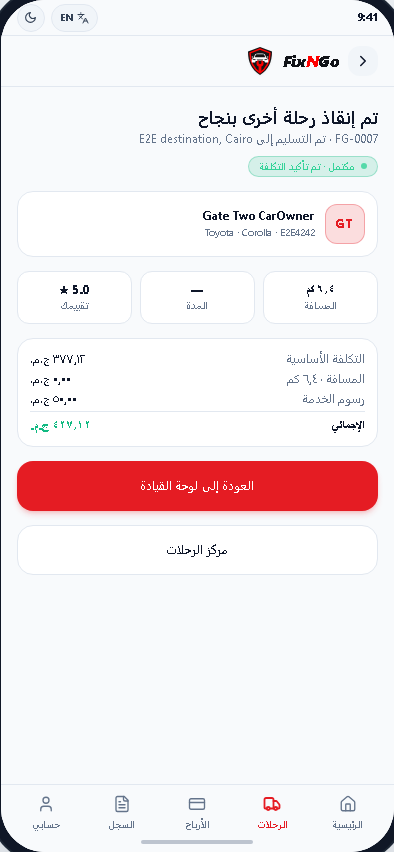 9:41
EN
FixNGo
تم إنقاذ رحلة أخرى بنجاح
FG-0007 · تم التسليم إلى E2E destination, Cairo
مكتمل · تم تأكيد التكلفة
GT
Gate Two CarOwner
Toyota · Corolla · E2E4242
٦٫٤ كم
المسافة
—
المدة
5.0 ★
تقييمك
التكلفة الأساسية ٣٧٧٫١٢ ج.م.
المسافة ٦٫٤٠ كم ٠٫٠٠ ج.م.
رسوم الخدمة ٥٠٫٠٠ ج.م.
الإجمالي ٤٢٧٫١٢ ج.م.
العودة إلى لوحة القيادة
مركز الرحلات
الرئيسية
الرحلات
الأرباح
السجل
حسابي